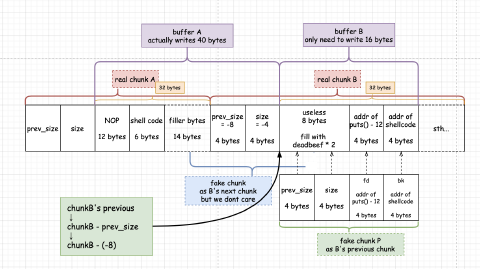 buffer A
actually writes 40 bytes
buffer B
only need to write 16 bytes
real chunk A
32 bytes
real chunk B
32 bytes
prev_size
size
NOP
12 bytes
shell code
6 bytes
filler bytes
14 bytes
prev_size
= -8
4 bytes
size
= -4
4 bytes
useless
8 bytes
fill with
deadbeef * 2
addr of
puts() - 12
4 bytes
addr of
shellcode
4 bytes
sth...
fake chunk
as B's next chunk
but we dont care
prev_size
4 bytes
size
4 bytes
fd
addr of
puts() - 12
4 bytes
bk
addr of
shellcode
4 bytes
chunkB's previous
↓
chunkB - prev_size
↓
chunkB - (-8)
fake chunk P
as B's previous chunk